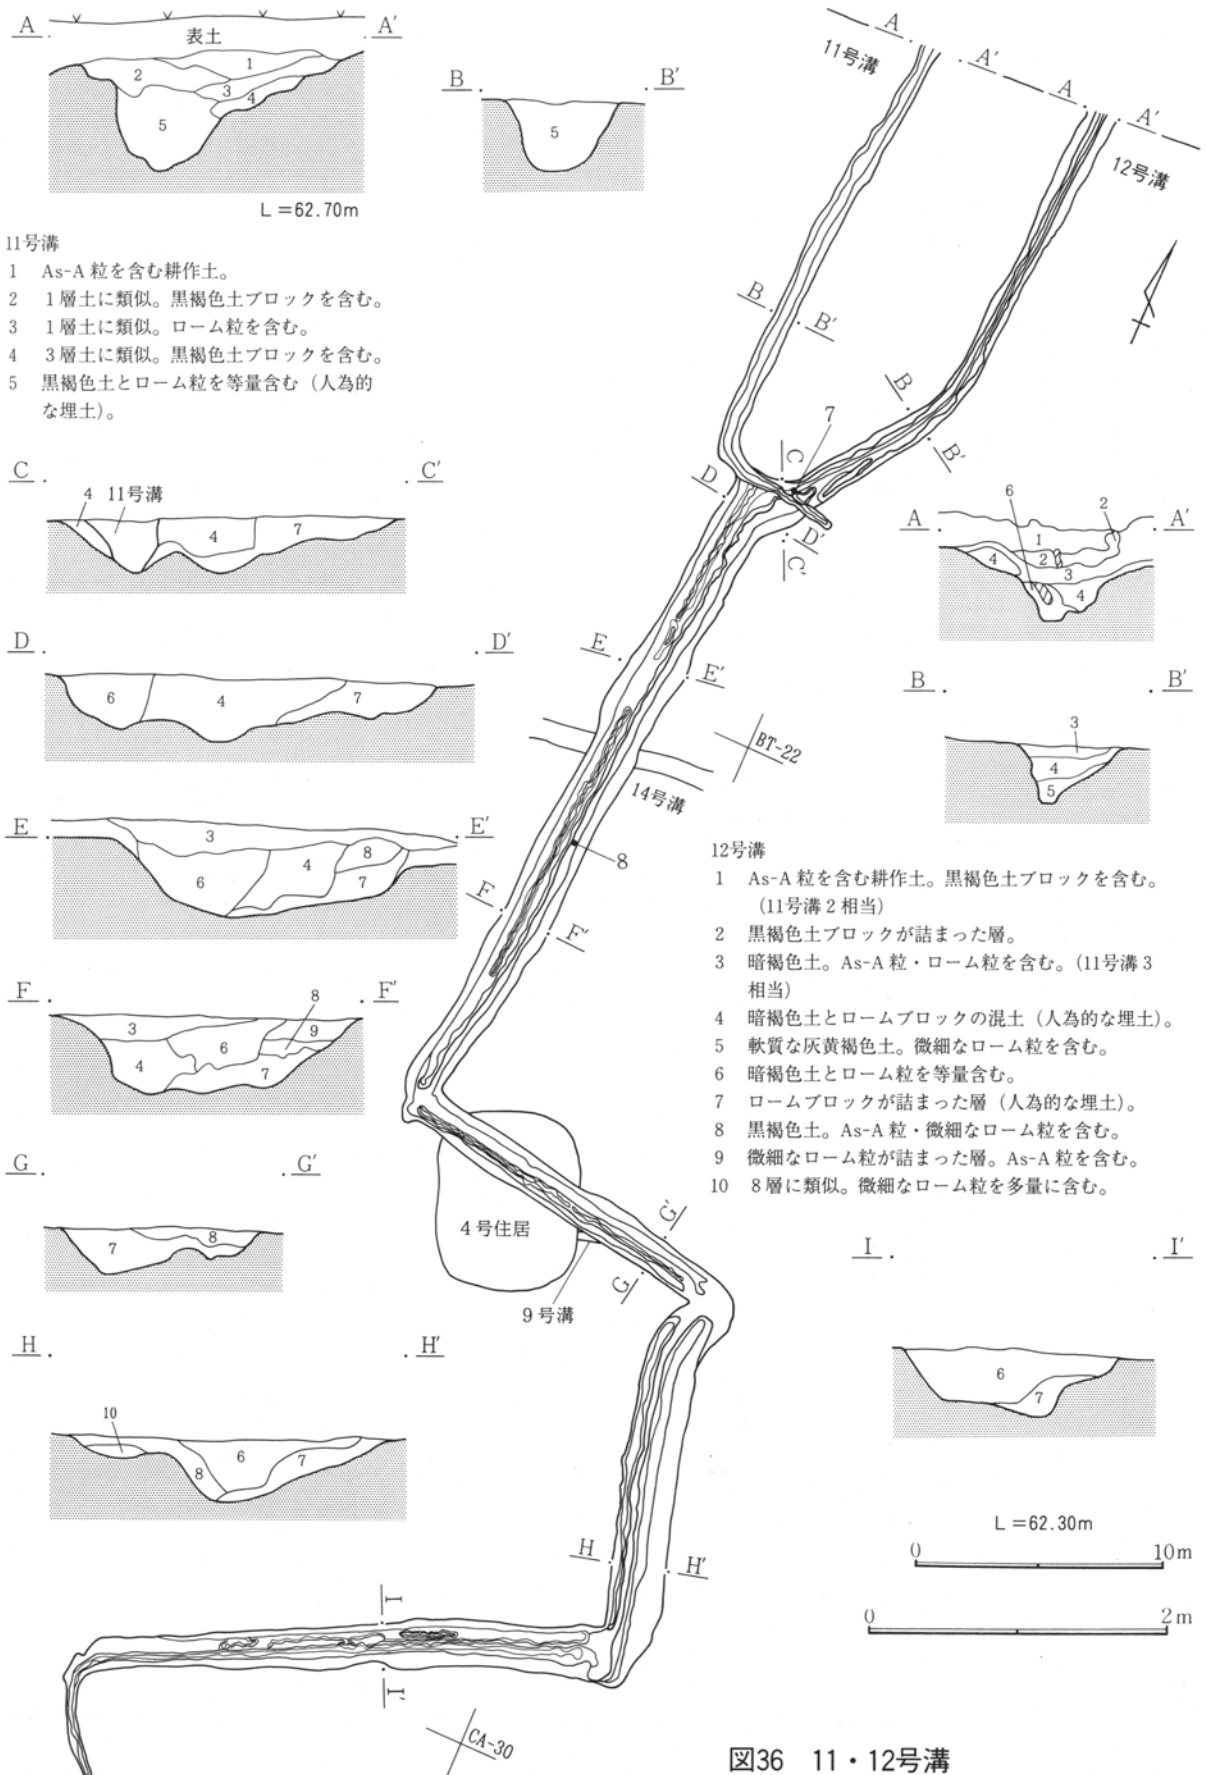 A
A′
表土
1
2
3
4
5
L=62.70m
B
B′
5
11号溝
1 As-A 粒を含む耕作土。
2 1層土に類似。黒褐色土ブロックを含む。
3 1層土に類似。ローム粒を含む。
4 3層土に類似。黒褐色土ブロックを含む。
5 黒褐色土とローム粒を等量含む（人為的
な埋土）。
C
C′
4 11号溝
4
7
D
D′
6
4
7
E
E′
3
6
4
8
7
F
F′
3
4
6
8
9
7
G
G′
7
8
H
H′
10
8
6
7
A
A′
11号溝
A
A′
12号溝
B
B′
B
B′
7
C
C′
D
D′
E
E′
BT-22
14号溝
8
F
F′
4号住居
9号溝
G′
G
H
H′
I
I′
CA-30
A
A′
6
2
1
2
3
4
4
B
B′
3
4
5
12号溝
1 As-A 粒を含む耕作土。黒褐色土ブロックを含む。
（11号溝2相当）
2 黒褐色土ブロックが詰まった層。
3 暗褐色土。As-A 粒・ローム粒を含む。（11号溝3
相当）
4 暗褐色土とロームブロックの混土（人為的な埋土）。
5 軟質な灰黄褐色土。微細なローム粒を含む。
6 暗褐色土とローム粒を等量含む。
7 ロームブロックが詰まった層（人為的な埋土）。
8 黒褐色土。As-A 粒・微細なローム粒を含む。
9 微細なローム粒が詰まった層。As-A 粒を含む。
10 8層に類似。微細なローム粒を多量に含む。
I
I′
6
7
L=62.30m
0 10m
0 2m
図36 11・12号溝